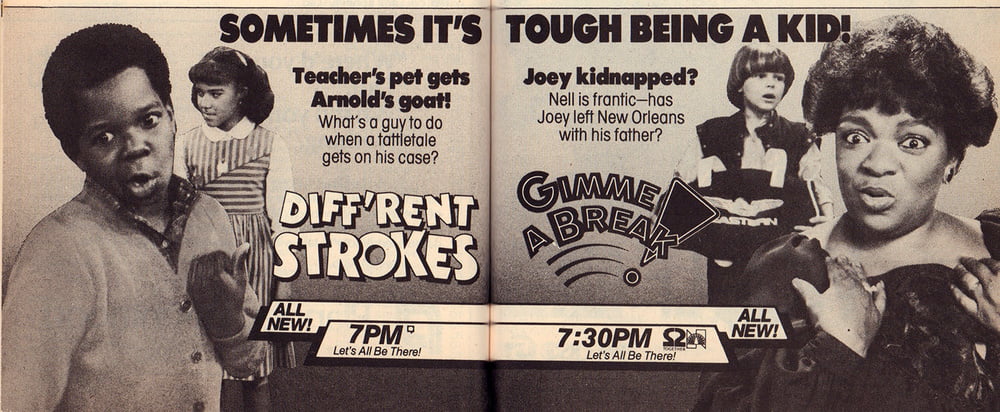 SOMETIMES IT'S TOUGH BEING A KID!
Teacher's pet gets
Arnold's goat!
What's a guy to do
when a tattletale
gets on his case?
DIFF'RENT
STROKES
ALL
NEW!
7PM
Let's All Be There!
Joey kidnapped?
Nell is frantic—has
Joey left New Orleans
with his father?
GIMME
A BREAK
EASTERN
7:30PM
TOGETHER
Let's All Be There!
ALL
NEW!